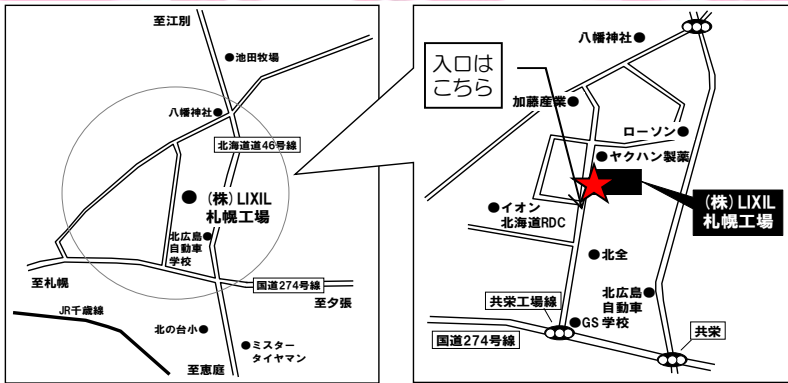 至江別
池田牧場
八幡神社
北海道道46号線
(株)LIXIL
札幌工場
北広島
自動車
学校
至札幌
国道274号線
至夕張
JR千歳線
北の台小
ミスター
タイヤマン
至恵庭
八幡神社
入口は
こちら
加藤産業
ローソン
ヤクハン製薬
(株)LIXIL
札幌工場
イオン
北海道RDC
北全
北広島
自動車
学校
共栄工場線
GS
国道274号線
共栄